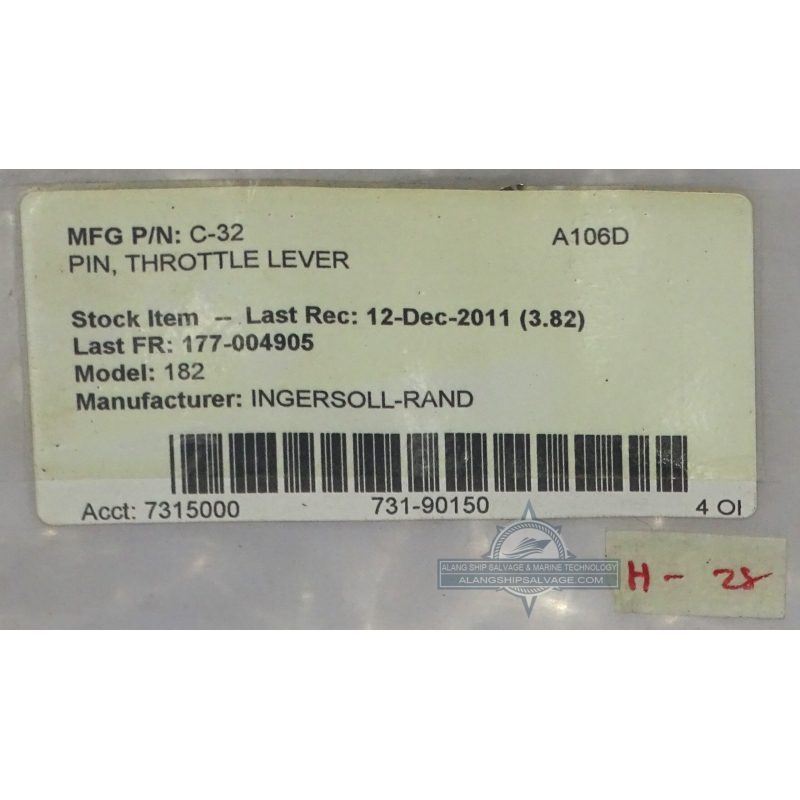 MFG P/N: C-32 A106D
PIN, THROTTLE LEVER
Stock Item -- Last Rec: 12-Dec-2011 (3.82)
Last FR: 177-004905
Model: 182
Manufacturer: INGERSOLL-RAND
Acct: 7315000 731-90150 4 OI
ALANG SHIP SALVAGE & MARINE TECHNOLOGY
ALANGSHIPSALVAGE.COM
H - 28